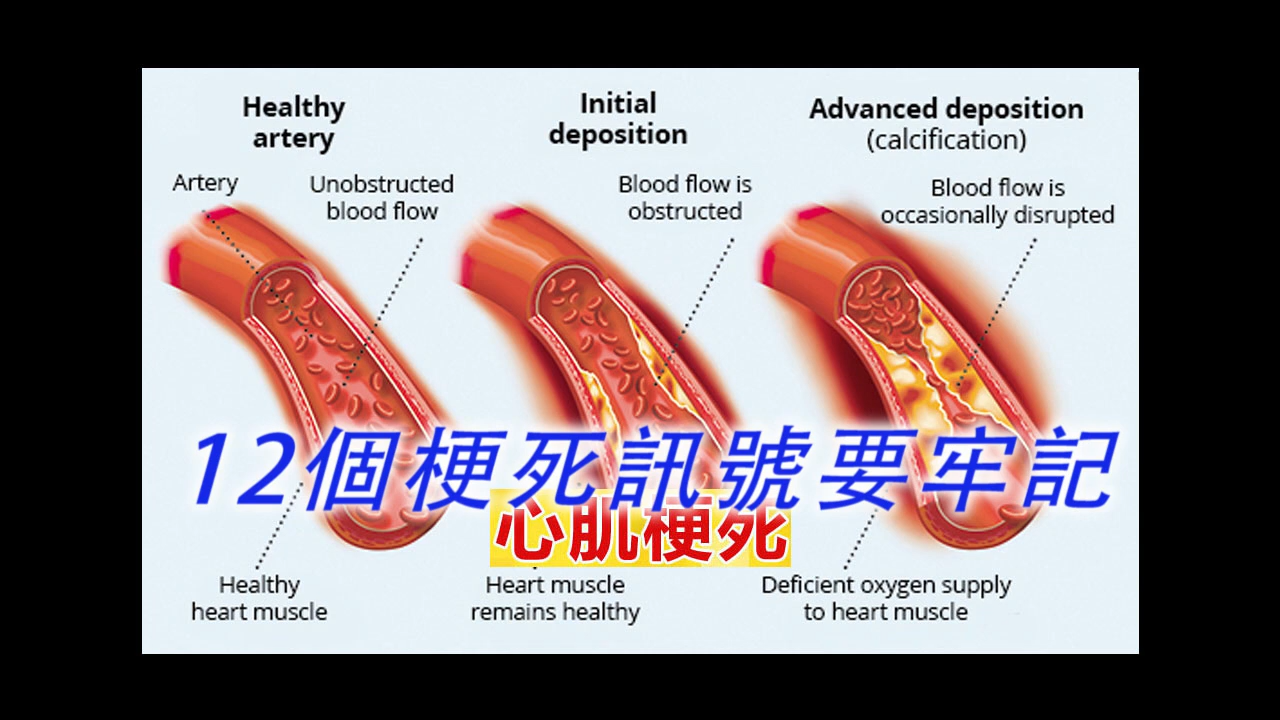 Healthy
artery
Initial
deposition
Advanced deposition
(calcification)
Artery
Unobstructed
blood flow
Blood flow is
obstructed
Blood flow is
occasionally disrupted
12個梗死訊號要牢記
心肌梗死
Healthy
heart muscle
Heart muscle
remains healthy
Deficient oxygen supply
to heart muscle